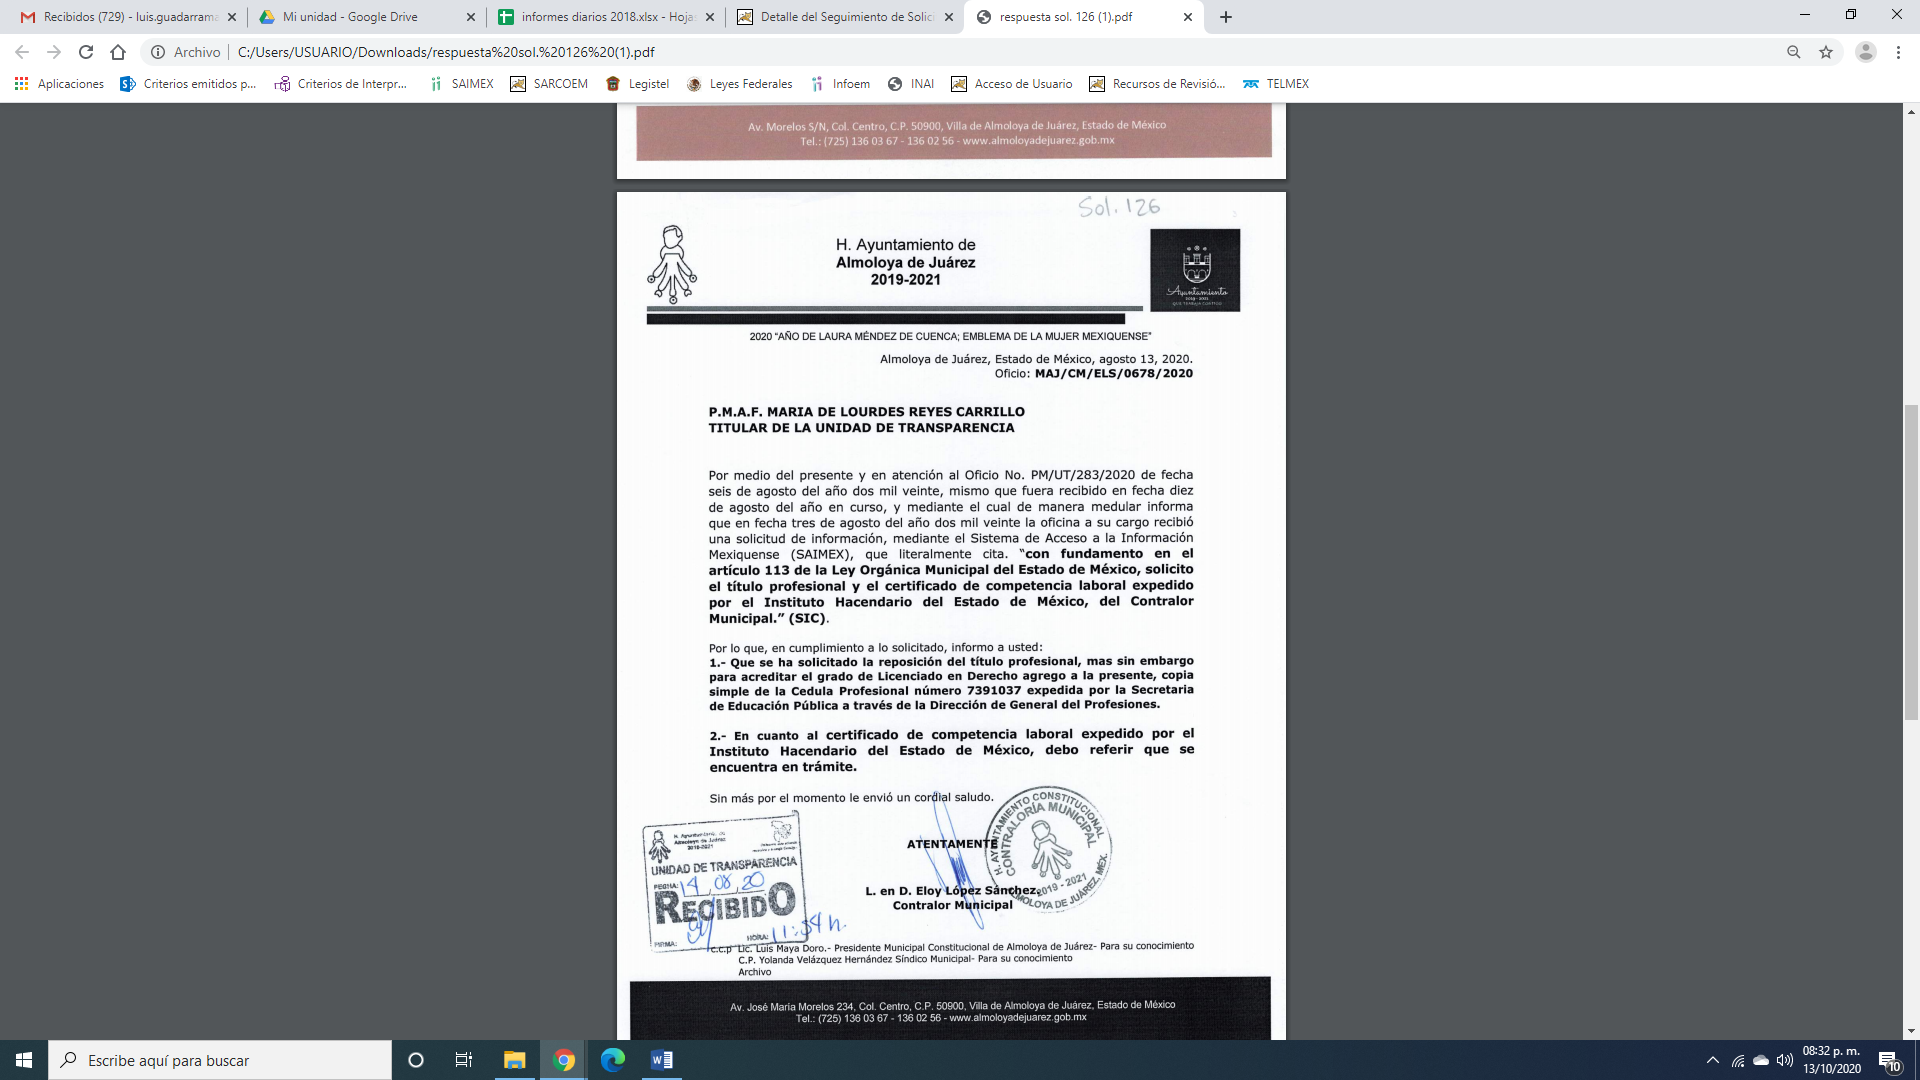 Recibidos (729) - luis.guadarrama
Mi unidad - Google Drive
informes diarios 2018.xlsx - Hoja
Detalle del Seguimiento de Solici
respuesta sol. 126 (1).pdf
Archivo
C:/Users/USUARIO/Downloads/respuesta%20sol.%20126%20(1).pdf
Aplicaciones
Criterios emitidos p...
Criterios de Interpr...
SAIMEX
SARCOEM
Legistel
Leyes Federales
Infoem
INAI
Acceso de Usuario
Recursos de Revisió...
TELMEX
Av. Morelos S/N, Col. Centro, C.P. 50900, Villa de Almoloya de Juárez, Estado de México
Tel.: (725) 136 03 67 - 136 02 56 - www.almoloyadejuarez.gob.mx
Sol. 126
H. Ayuntamiento de
Almoloya de Juárez
2019-2021
Ayuntamiento
2019 - 2021
2020 “AÑO DE LAURA MÉNDEZ DE CUENCA; EMBLEMA DE LA MUJER MEXIQUENSE”
Almoloya de Juárez, Estado de México, agosto 13, 2020.
Oficio: MAJ/CM/ELS/0678/2020
P.M.A.F. MARIA DE LOURDES REYES CARRILLO
TITULAR DE LA UNIDAD DE TRANSPARENCIA
Por medio del presente y en atención al Oficio No. PM/UT/283/2020 de fecha
seis de agosto del año dos mil veinte, mismo que fuera recibido en fecha diez
de agosto del año en curso, y mediante el cual de manera medular informa
que en fecha tres de agosto del año dos mil veinte la oficina a su cargo recibió
una solicitud de información, mediante el Sistema de Acceso a la Información
Mexiquense (SAIMEX), que literalmente cita. “con fundamento en el
artículo 113 de la Ley Orgánica Municipal del Estado de México, solicito
el título profesional y el certificado de competencia laboral expedido
por el Instituto Hacendario del Estado de México, del Contralor
Municipal.” (SIC).
Por lo que, en cumplimiento a lo solicitado, informo a usted:
1.- Que se ha solicitado la reposición del título profesional, mas sin embargo
para acreditar el grado de Licenciado en Derecho agrego a la presente, copia
simple de la Cedula Profesional número 7391037 expedida por la Secretaria
de Educación Pública a través de la Dirección de General del Profesiones.
2.- En cuanto al certificado de competencia laboral expedido por el
Instituto Hacendario del Estado de México, debo referir que se
encuentra en trámite.
Sin más por el momento le envió un cordial saludo.
ATENTAMENTE
L. en D. Eloy López Sánchez.
Contralor Municipal
H. AYUNTAMIENTO CONSTITUCIONAL
CONTRALORÍA MUNICIPAL
2019 - 2021
ALMOLOYA DE JUÁREZ, MÉX.
H. Ayuntamiento de
Almoloya de Juárez
2019-2021
UNIDAD DE TRANSPARENCIA
FECHA: 14, 08, 20
RECIBIDO
FIRMA:
HORA: 11:54 h.
c.c.p Lic. Luis Maya Doro.- Presidente Municipal Constitucional de Almoloya de Juárez- Para su conocimiento
C.P. Yolanda Velázquez Hernández Síndico Municipal- Para su conocimiento
Archivo
Av. José María Morelos 234, Col. Centro, C.P. 50900, Villa de Almoloya de Juárez, Estado de México
Tel.: (725) 136 03 67 - 136 02 56 - www.almoloyadejuarez.gob.mx
Escribe aquí para buscar
08:32 p. m.
13/10/2020
10